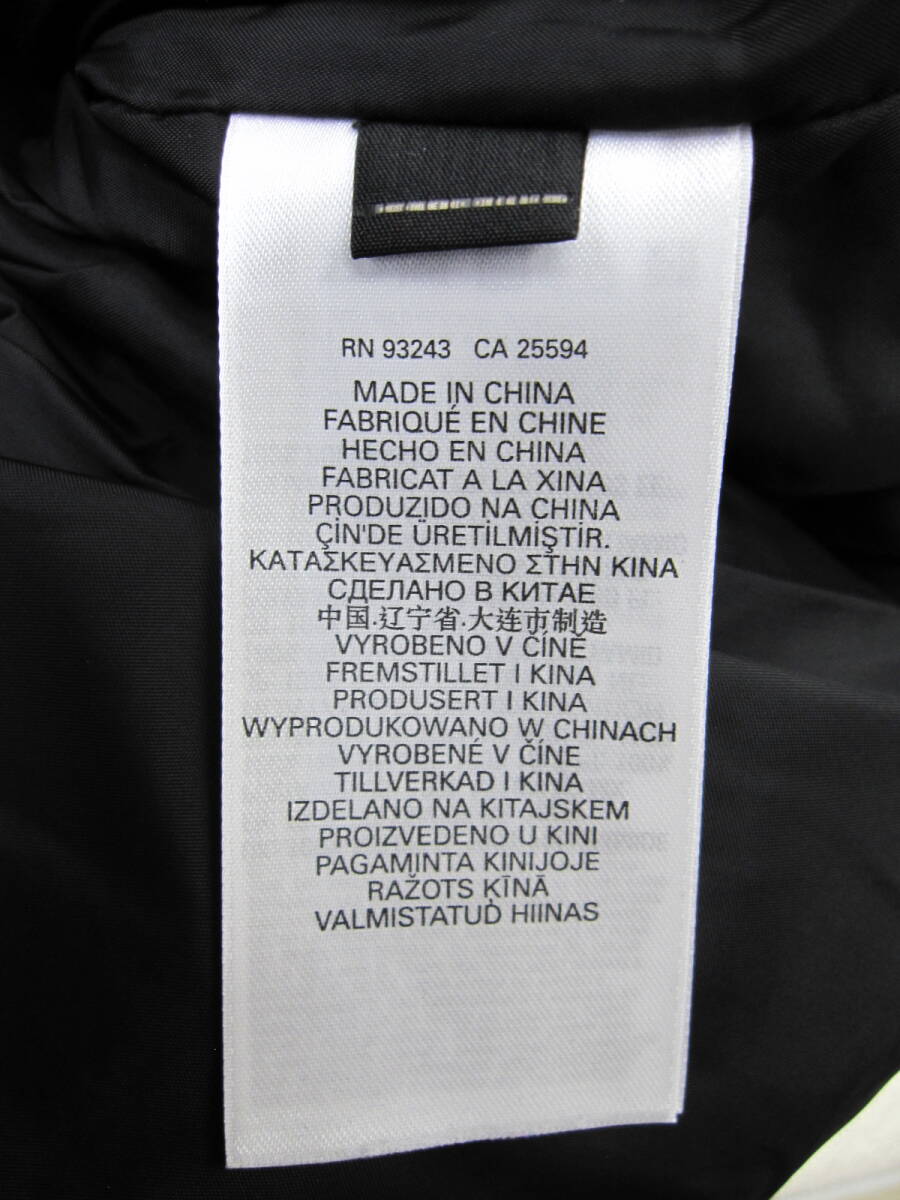 RN 93243 CA 25594
MADE IN CHINA
FABRIQUÉ EN CHINE
HECHO EN CHINA
FABRICAT A LA XINA
PRODUZIDO NA CHINA
ÇİN'DE ÜRETİLMİŞTİR.
ΚΑΤΑΣΚΕΥΑΣΜΕΝΟ ΣΤΗΝ ΚΙΝΑ
СДЕЛАНО В КИТАЕ
中国.辽宁省.大连市制造
VYROBENO V ČÍNĚ
FREMSTILLET I KINA
PRODUSERT I KINA
WYPRODUKOWANO W CHINACH
VYROBENÉ V ČÍNE
TILLVERKAD I KINA
IZDELANO NA KITAJSKEM
PROIZVEDENO U KINI
PAGAMINTA KINIJOJE
RAŽOTS ĶĪNĀ
VALMISTATUD HIINAS